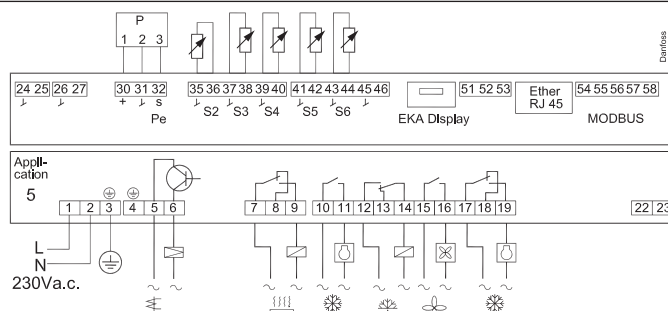 P
1 2 3
Danfoss
24 25 26 27 30 31 32 35 36 37 38 39 40 41 42 43 44 45 46 51 52 53 54 55 56 57 58
+ s
Pe S2 S3 S4 S5 S6
EKA Display
Ether
RJ 45
MODBUS
Appli-
cation
5
1 2 3 4 5 6 7 8 9 10 11 12 13 14 15 16 17 18 19 22 23
L
N
230Va.c.